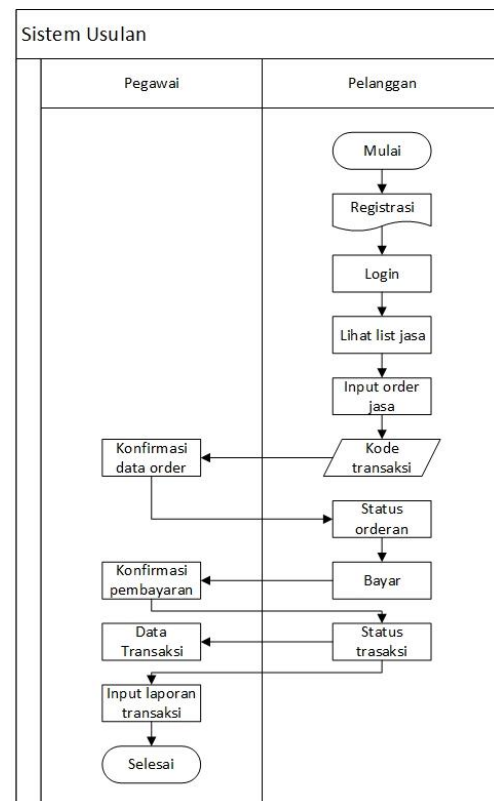 Sistem Usulan
Pegawai
Pelanggan
Mulai
Registrasi
Login
Lihat list jasa
Input order
jasa
Kode
transaksi
Konfirmasi
data order
Status
orderan
Bayar
Konfirmasi
pembayaran
Status
trasaksi
Data
Transaksi
Input laporan
transaksi
Selesai